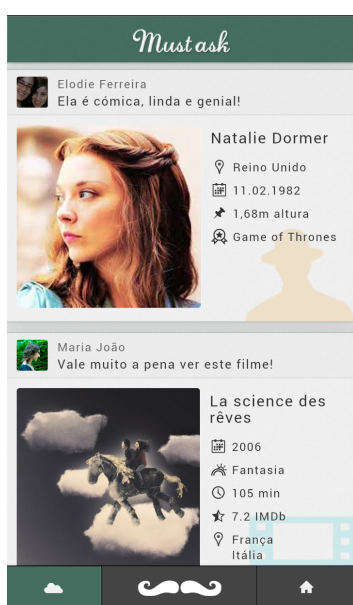 Must ask
Elodie Ferreira
Ela é cómica, linda e genial!
Natalie Dormer
Reino Unido
11.02.1982
1,68m altura
Game of Thrones
Maria João
Vale muito a pena ver este filme!
La science des
rêves
2006
Fantasia
105 min
7.2 IMDb
França
Itália